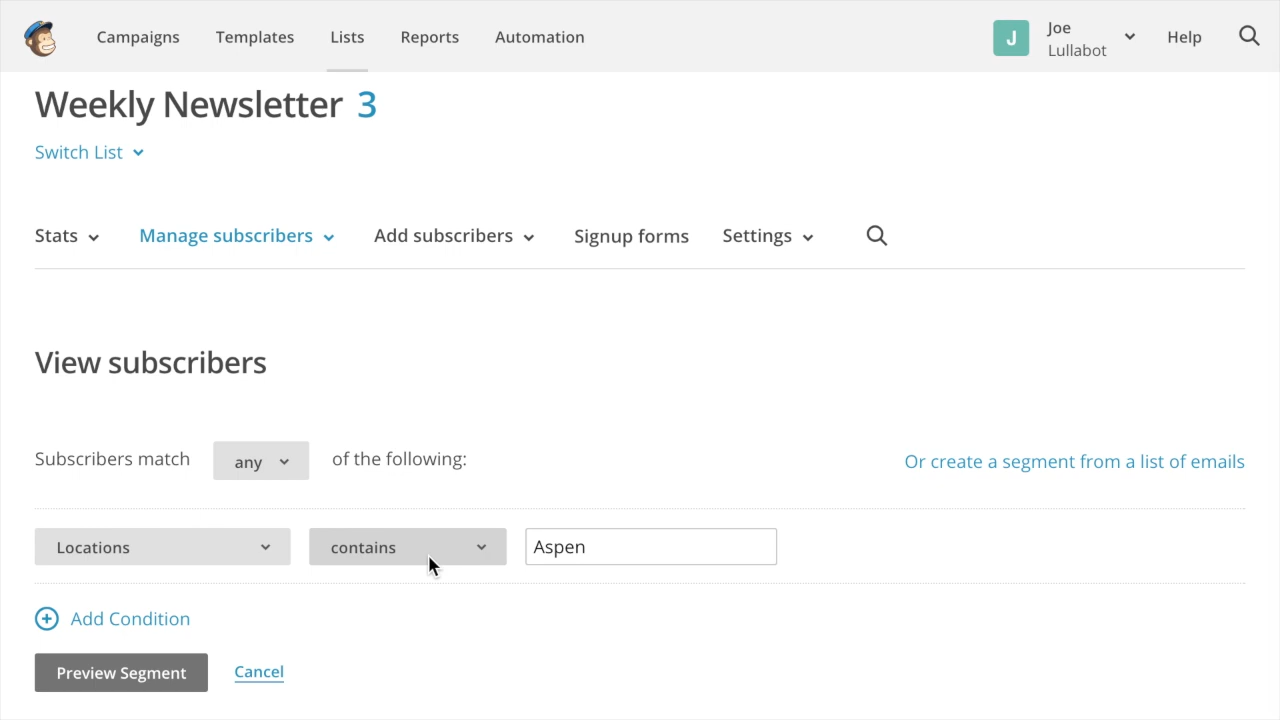 Campaigns Templates Lists Reports Automation J Joe Lullabot Help
Weekly Newsletter 3
Switch List
Stats Manage subscribers Add subscribers Signup forms Settings
View subscribers
Subscribers match any of the following: Or create a segment from a list of emails
Locations contains Aspen
Add Condition
Preview Segment Cancel